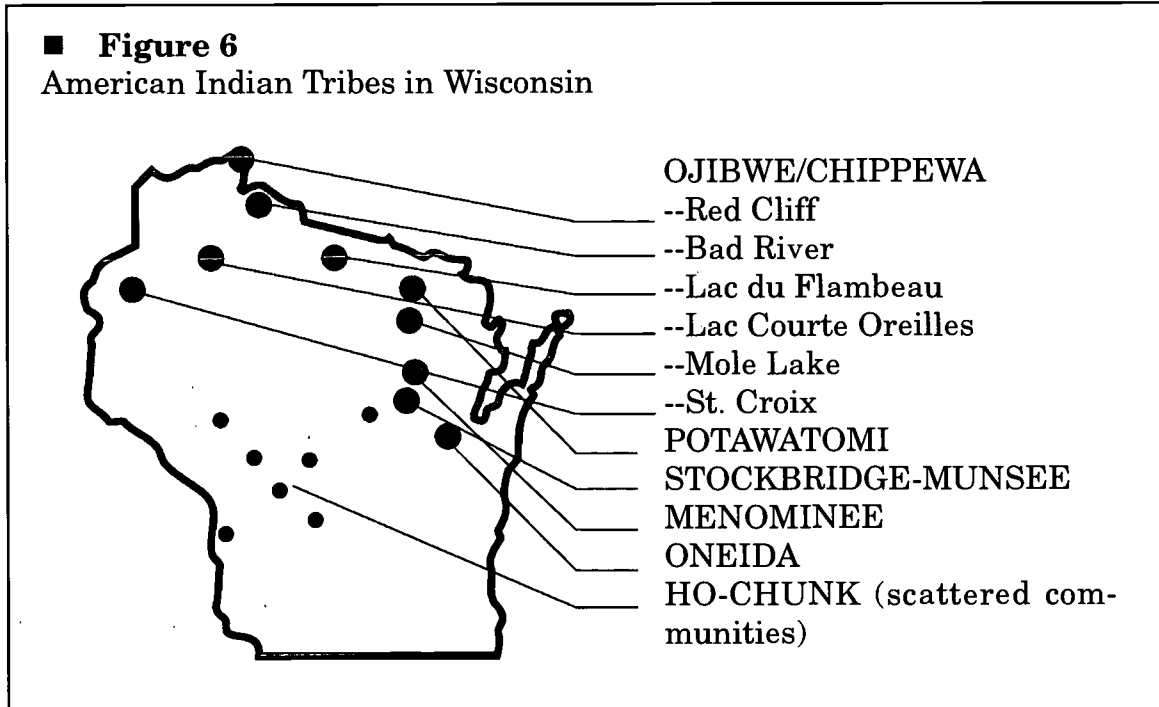 ■ Figure 6
American Indian Tribes in Wisconsin
OJIBWE/CHIPPEWA
--Red Cliff
--Bad River
--Lac du Flambeau
--Lac Courte Oreilles
--Mole Lake
--St. Croix
POTAWATOMI
STOCKBRIDGE-MUNSEE
MENOMINEE
ONEIDA
HO-CHUNK (scattered com-
munities)